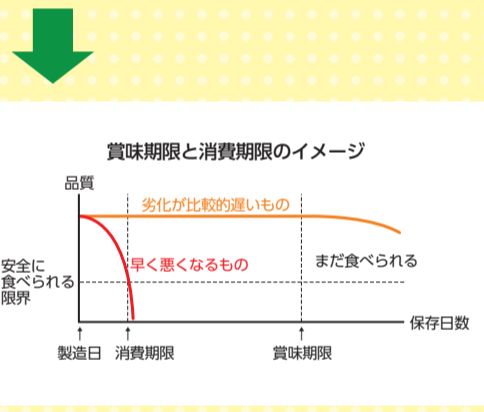 賞味期限と消費期限のイメージ
品質
劣化が比較的遅いもの
早く悪くなるもの
まだ食べられる
安全に
食べられる
限界
保存日数
製造日
消費期限
賞味期限